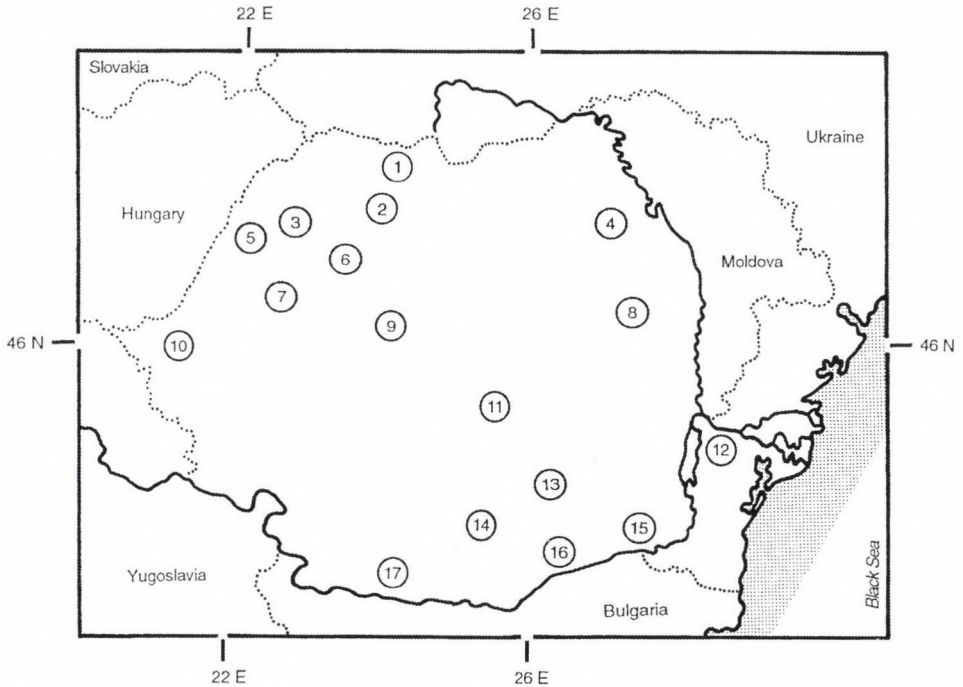 22 E
26 E
Slovakia
Ukraine
1
2
Hungary
3
4
5
6
Moldova
7
8
9
46 N
46 N
10
11
12
13
14
15
16
17
Yugoslavia
Bulgaria
Black Sea
22 E
26 E